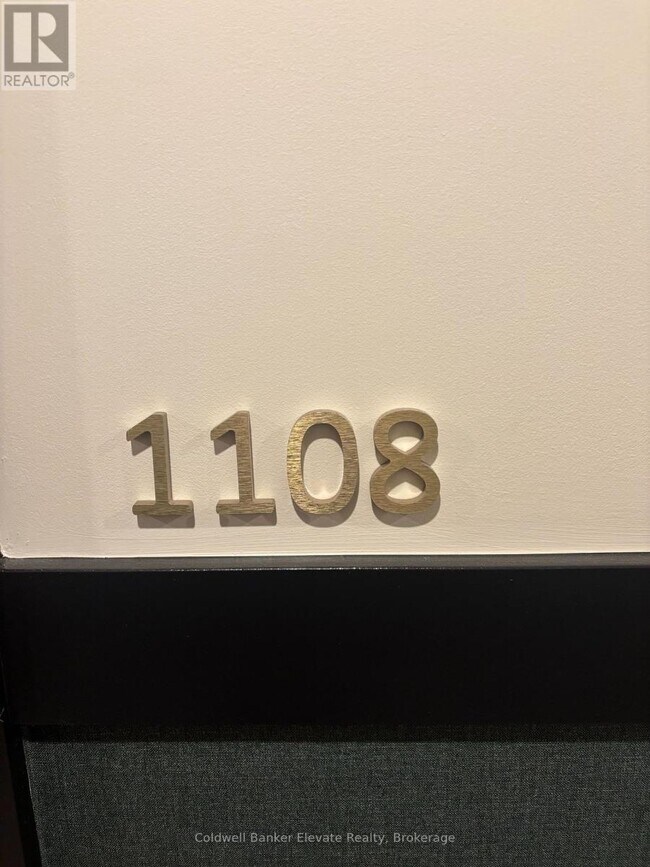 REALTOR®
1108
Coldwell Banker Elevate Realty, Brokerage